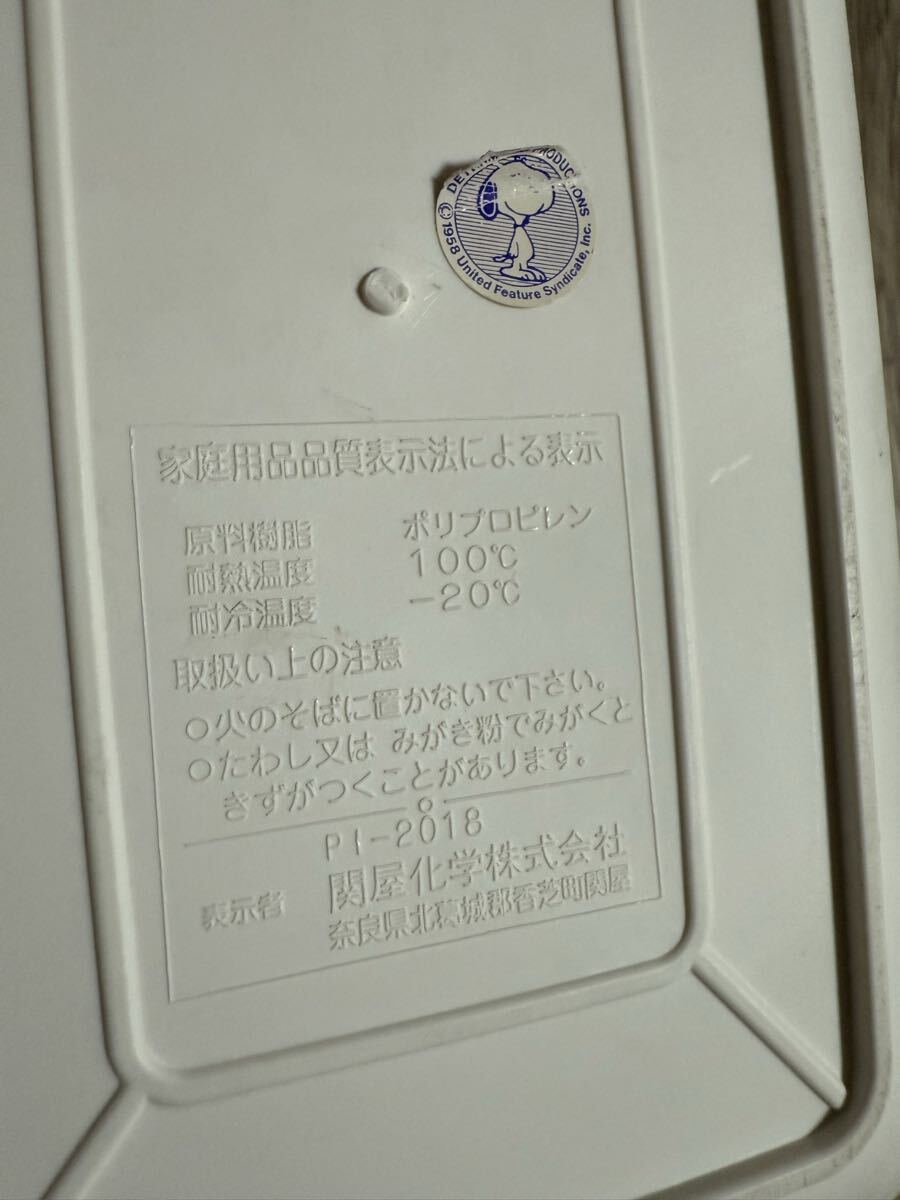 DETERMINED PRODUCTIONS
©1958 United Feature Syndicate, Inc.
家庭用品品質表示法による表示
原料樹脂 ポリプロピレン
耐熱温度 100℃
耐冷温度 -20℃
取扱い上の注意
○火のそばに置かないで下さい。
○たわし又は みがき粉でみがくと
きずがつくことがあります。
PI-2018
表示者 関屋化学株式会社
奈良県北葛城郡香芝町関屋